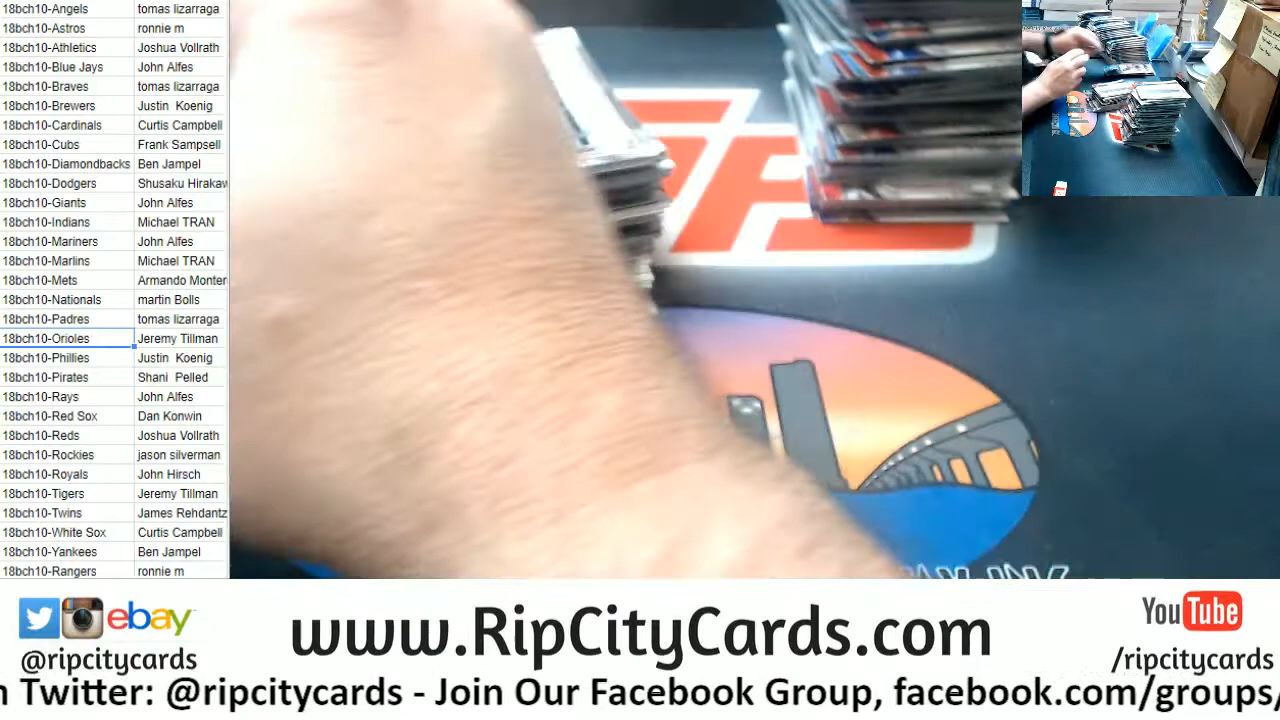 18bch10-Angels tomas lizarraga
18bch10-Astros ronnie m
18bch10-Athletics Joshua Vollrath
18bch10-Blue Jays John Alfes
18bch10-Braves tomas lizarraga
18bch10-Brewers Justin Koenig
18bch10-Cardinals Curtis Campbell
18bch10-Cubs Frank Sampsell
18bch10-Diamondbacks Ben Jampel
18bch10-Dodgers Shusaku Hirakaw
18bch10-Giants John Alfes
18bch10-Indians Michael TRAN
18bch10-Mariners John Alfes
18bch10-Marlins Michael TRAN
18bch10-Mets Armando Monter
18bch10-Nationals martin Bolls
18bch10-Padres tomas lizarraga
18bch10-Orioles Jeremy Tillman
18bch10-Phillies Justin Koenig
18bch10-Pirates Shani Pelled
18bch10-Rays John Alfes
18bch10-Red Sox Dan Konwin
18bch10-Reds Joshua Vollrath
18bch10-Rockies jason silverman
18bch10-Royals John Hirsch
18bch10-Tigers Jeremy Tillman
18bch10-Twins James Rehdantz
18bch10-White Sox Curtis Campbell
18bch10-Yankees Ben Jampel
18bch10-Rangers ronnie m
ebay
@ripcitycards
www.RipCityCards.com
YouTube
/ripcitycards
n Twitter: @ripcitycards - Join Our Facebook Group, facebook.com/groups/